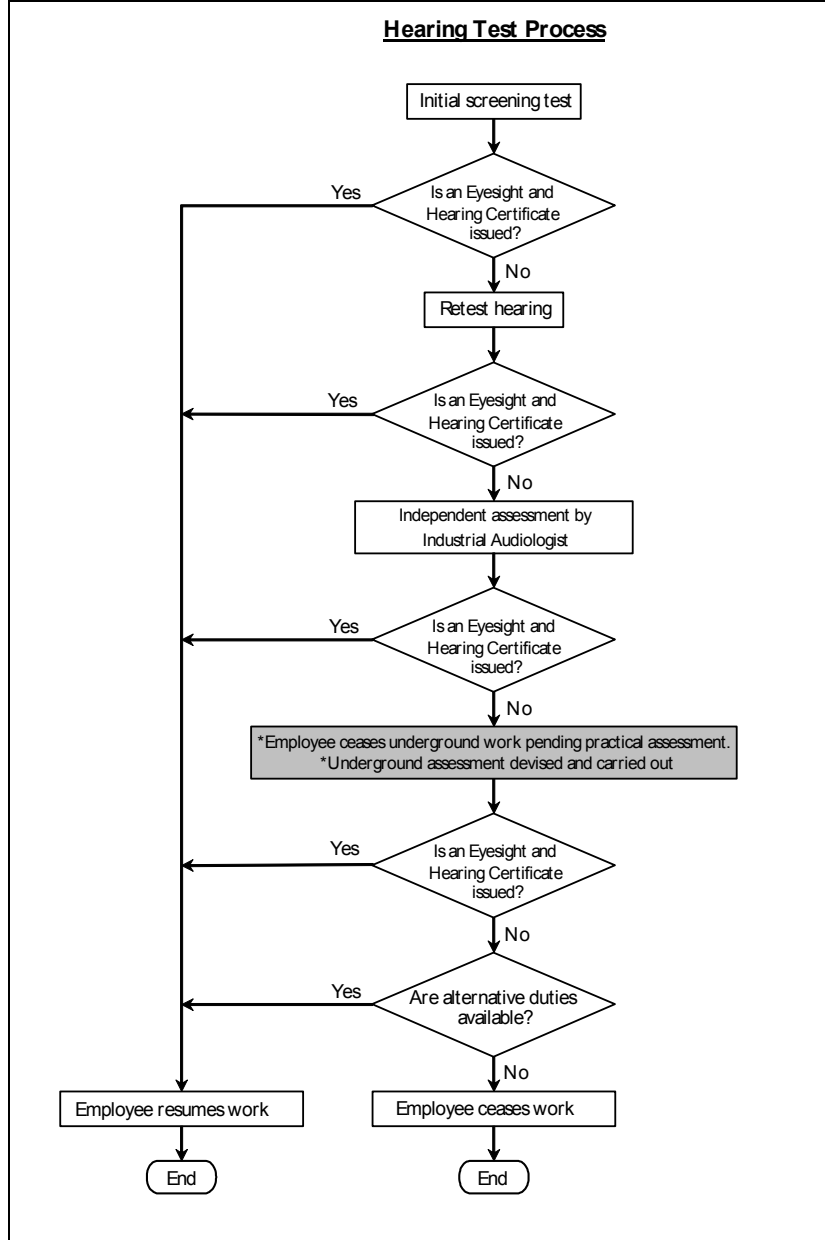 Hearing Test Process
Initial screening test
Yes
Is an Eyesight and
Hearing Certificate
issued?
No
Retest hearing
Yes
Is an Eyesight and
Hearing Certificate
issued?
No
Independent assessment by
Industrial Audiologist
Yes
Is an Eyesight and
Hearing Certificate
issued?
No
*Employee ceases underground work pending practical assessment.
*Underground assessment devised and carried out
Yes
Is an Eyesight and
Hearing Certificate
issued?
No
Yes
Are alternative duties
available?
No
Employee resumes work
Employee ceases work
End
End